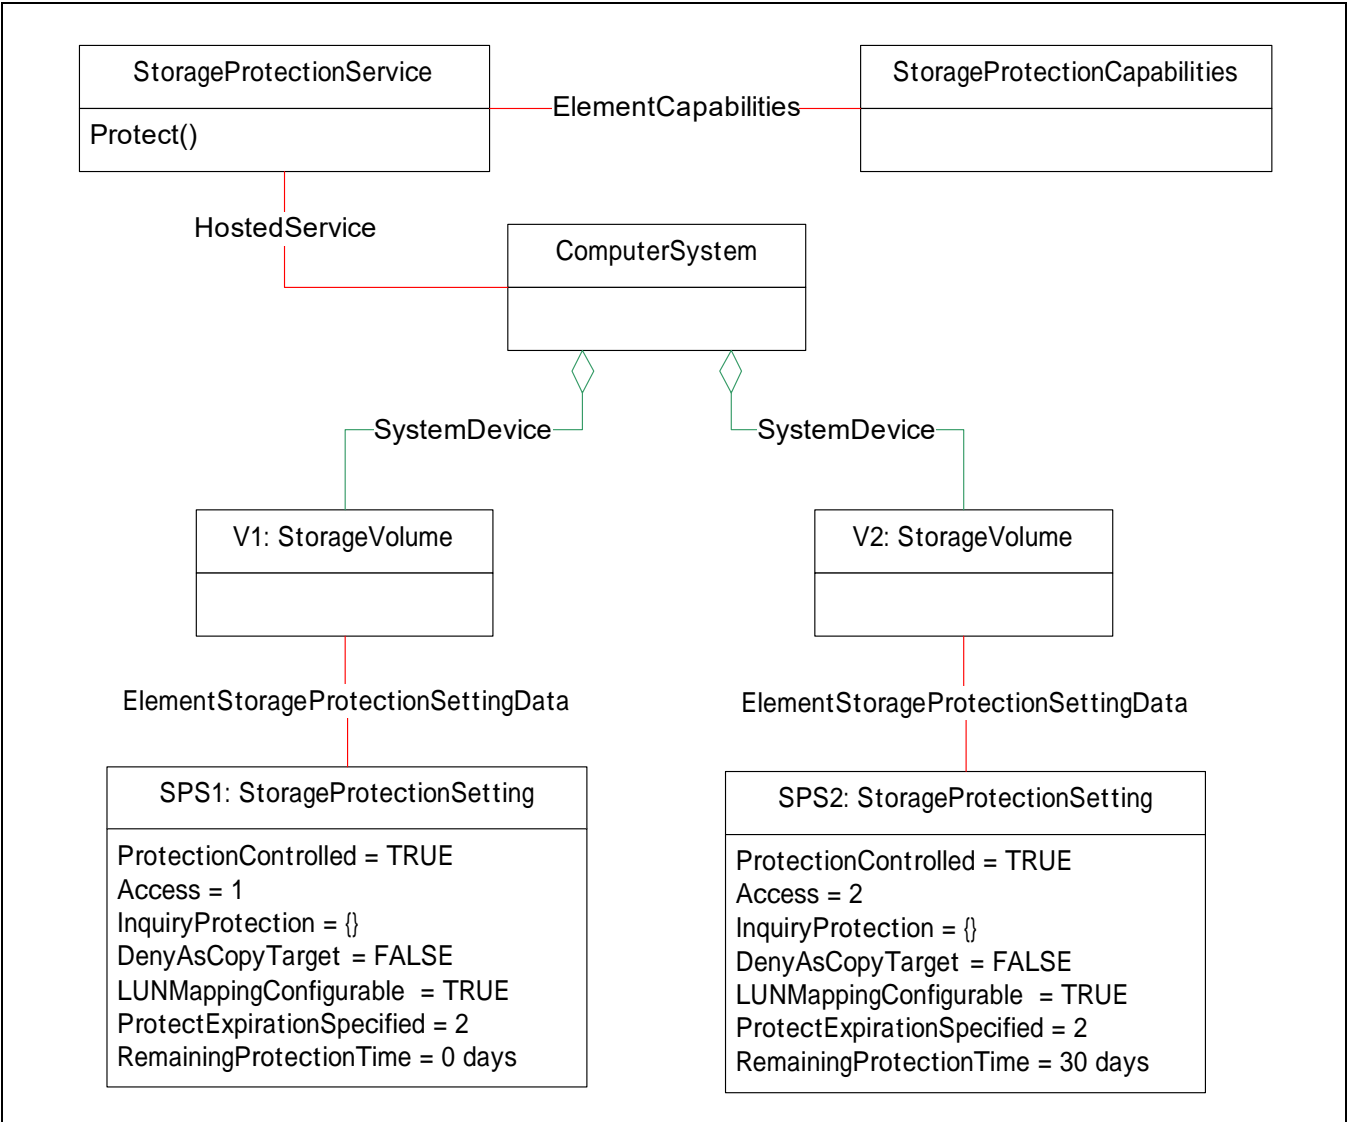 StorageProtectionService
StorageProtectionCapabilities
ElementCapabilities
Protect()
HostedService
ComputerSystem
SystemDevice
SystemDevice
V1: StorageVolume
V2: StorageVolume
ElementStorageProtectionSettingData
ElementStorageProtectionSettingData
SPS1: StorageProtectionSetting
ProtectionControlled = TRUE
Access = 1
InquiryProtection = {}
DenyAsCopyTarget = FALSE
LUNMappingConfigurable = TRUE
ProtectExpirationSpecified = 2
RemainingProtectionTime = 0 days
SPS2: StorageProtectionSetting
ProtectionControlled = TRUE
Access = 2
InquiryProtection = {}
DenyAsCopyTarget = FALSE
LUNMappingConfigurable = TRUE
ProtectExpirationSpecified = 2
RemainingProtectionTime = 30 days